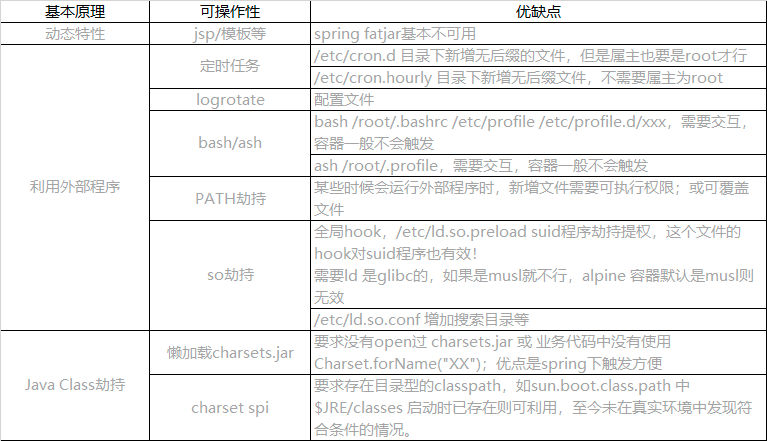 基本原理 可操作性 优缺点
动态特性 jsp/模板等 spring fatjar基本不可用
利用外部程序
定时任务
/etc/cron.d 目录下新增无后缀的文件，但是雇主也要是root才行
/etc/cron.hourly 目录下新增无后缀文件，不需要雇主为root
logrotate 配置文件
bash/ash
bash /root/.bashrc /etc/profile /etc/profile.d/xxx，需要交互，
容器一般不会触发
ash /root/.profile，需要交互，容器一般不会触发
PATH劫持
某些时候会运行外部程序时，新增文件需要可执行权限；或可覆盖
文件
so劫持
全局hook，/etc/ld.so.preload suid程序劫持提权，这个文件的
hook对suid程序也有效！
需要ld 是glibc的，如果是musl就不行，alpine 容器默认是musl则
无效
/etc/ld.so.conf 增加搜索目录等
Java Class劫持
懒加载charsets.jar
要求没有open过 charsets.jar 或 业务代码中没有使用
Charset.forName("XX")；优点是spring下触发方便
charset spi
要求存在目录型的classpath，如sun.boot.class.path 中
$JRE/classes 启动时已存在则可利用，至今未在真实环境中发现符
合条件的情况。